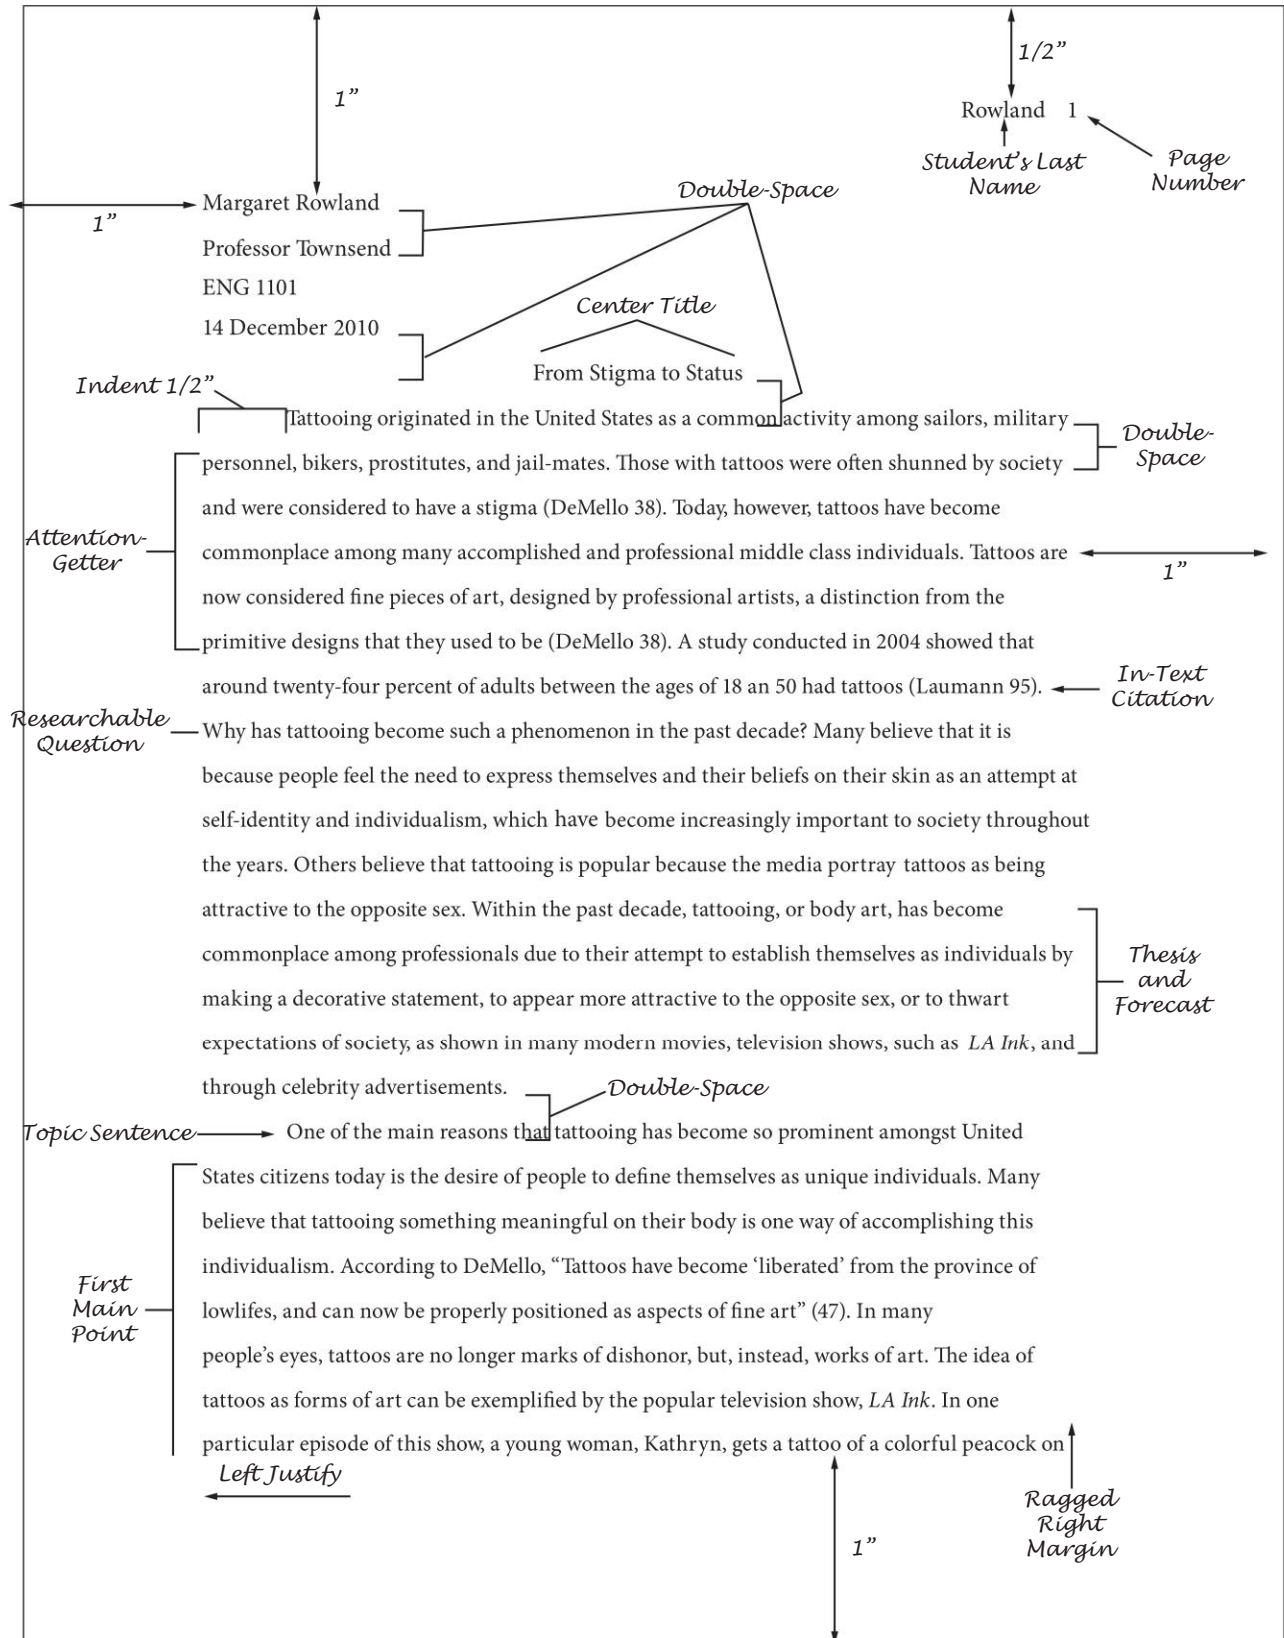 1/2”
1”
Rowland 1
Student’s Last
Name
Page
Number
Double-Space
1”
Margaret Rowland
Professor Townsend
ENG 1101
Center Title
14 December 2010
From Stigma to Status
Indent 1/2”
Tattooing originated in the United States as a common activity among sailors, military
Double-
Space
personnel, bikers, prostitutes, and jail-mates. Those with tattoos were often shunned by society
and were considered to have a stigma (DeMello 38). Today, however, tattoos have become
Attention-
Getter
commonplace among many accomplished and professional middle class individuals. Tattoos are
1”
now considered fine pieces of art, designed by professional artists, a distinction from the
primitive designs that they used to be (DeMello 38). A study conducted in 2004 showed that
around twenty-four percent of adults between the ages of 18 an 50 had tattoos (Laumann 95).
In-Text
Citation
Researchable
Question
Why has tattooing become such a phenomenon in the past decade? Many believe that it is
because people feel the need to express themselves and their beliefs on their skin as an attempt at
self-identity and individualism, which have become increasingly important to society throughout
the years. Others believe that tattooing is popular because the media portray tattoos as being
attractive to the opposite sex. Within the past decade, tattooing, or body art, has become
commonplace among professionals due to their attempt to establish themselves as individuals by
making a decorative statement, to appear more attractive to the opposite sex, or to thwart
expectations of society, as shown in many modern movies, television shows, such as LA Ink, and
Thesis
and
Forecast
through celebrity advertisements.
Double-Space
Topic Sentence
One of the main reasons that tattooing has become so prominent amongst United
States citizens today is the desire of people to define themselves as unique individuals. Many
believe that tattooing something meaningful on their body is one way of accomplishing this
individualism. According to DeMello, “Tattoos have become ‘liberated’ from the province of
First
Main
Point
lowlifes, and can now be properly positioned as aspects of fine art” (47). In many
people’s eyes, tattoos are no longer marks of dishonor, but, instead, works of art. The idea of
tattoos as forms of art can be exemplified by the popular television show, LA Ink. In one
particular episode of this show, a young woman, Kathryn, gets a tattoo of a colorful peacock on
Left Justify
Ragged
Right
Margin
1”